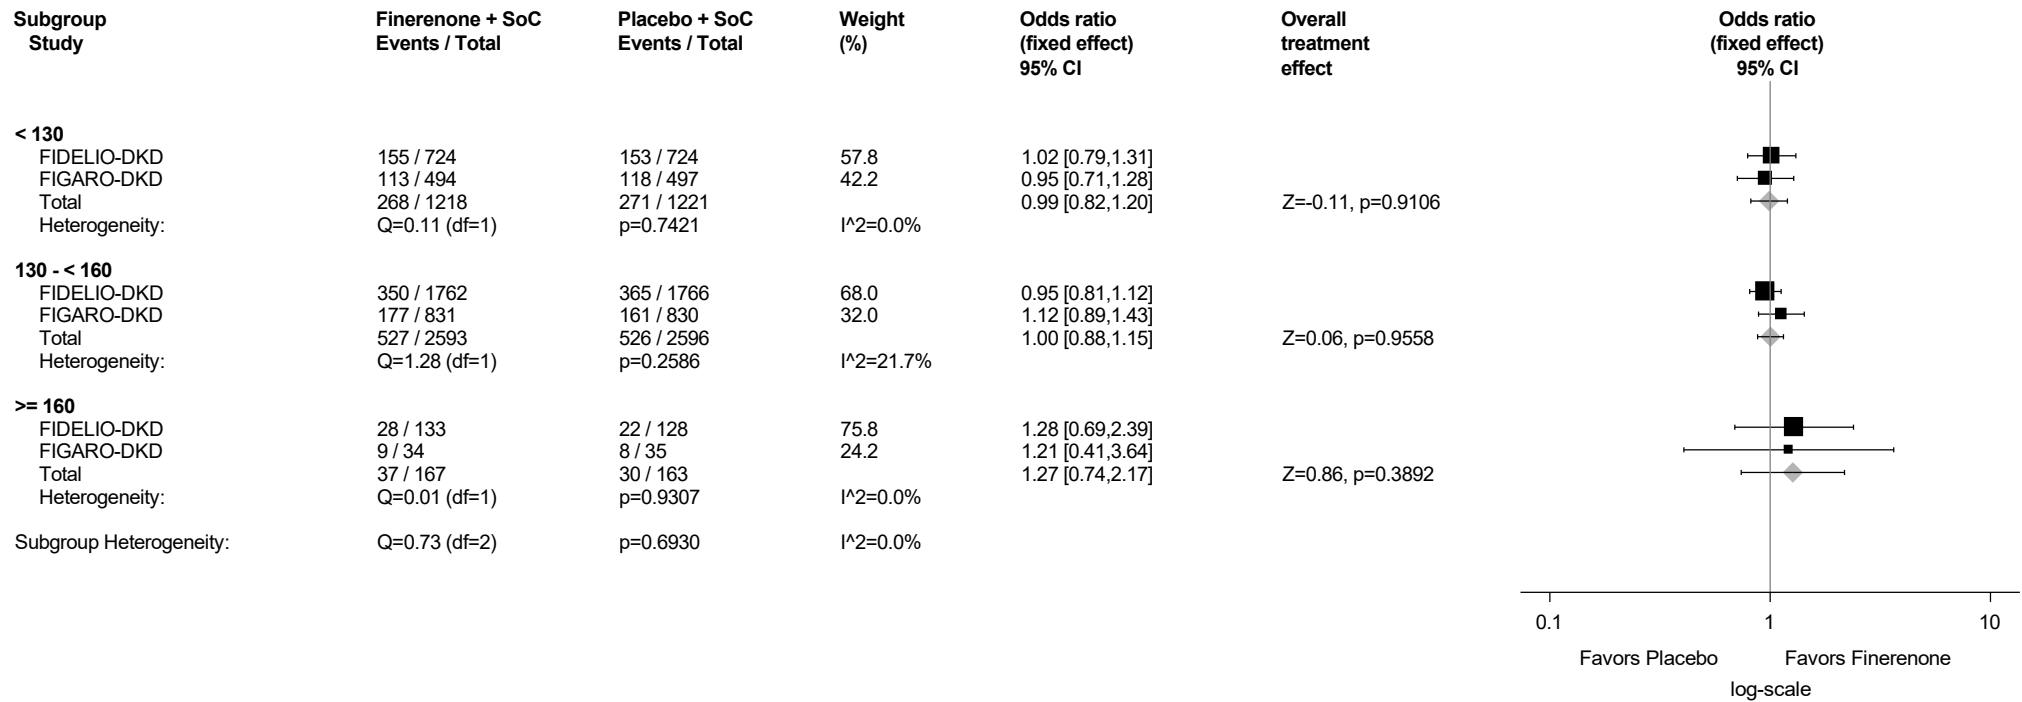 Subgroup Finerenone + SoC Placebo + SoC Weight Odds ratio Overall Odds ratio
Study Events / Total Events / Total (%) (fixed effect) treatment (fixed effect)
95% CI effect 95% CI
< 130
FIDELIO-DKD 155 / 724 153 / 724 57.8 1.02 [0.79,1.31]
FIGARO-DKD 113 / 494 118 / 497 42.2 0.95 [0.71,1.28]
Total 268 / 1218 271 / 1221 0.99 [0.82,1.20] Z=-0.11, p=0.9106
Heterogeneity: Q=0.11 (df=1) p=0.7421 I^2=0.0%
130 - < 160
FIDELIO-DKD 350 / 1762 365 / 1766 68.0 0.95 [0.81,1.12]
FIGARO-DKD 177 / 831 161 / 830 32.0 1.12 [0.89,1.43]
Total 527 / 2593 526 / 2596 1.00 [0.88,1.15] Z=0.06, p=0.9558
Heterogeneity: Q=1.28 (df=1) p=0.2586 I^2=21.7%
>= 160
FIDELIO-DKD 28 / 133 22 / 128 75.8 1.28 [0.69,2.39]
FIGARO-DKD 9 / 34 8 / 35 24.2 1.21 [0.41,3.64]
Total 37 / 167 30 / 163 1.27 [0.74,2.17] Z=0.86, p=0.3892
Heterogeneity: Q=0.01 (df=1) p=0.9307 I^2=0.0%
Subgroup Heterogeneity: Q=0.73 (df=2) p=0.6930 I^2=0.0%
0.1 1 10
Favors Placebo Favors Finerenone
log-scale